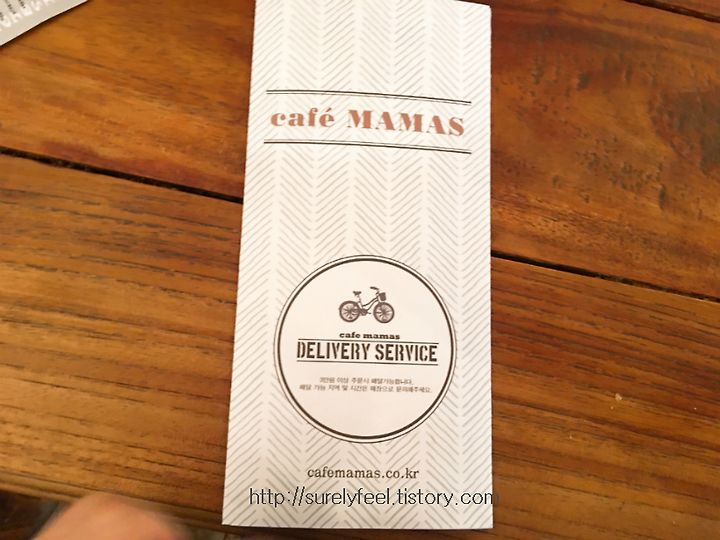 café MAMAS
cafe mamas
DELIVERY SERVICE
3만원 이상 주문시 배달가능합니다.
배달 가능 지역 및 시간은 매장으로 문의해주세요.
cafemamas.co.kr
http://surelyfeel.tistory.com